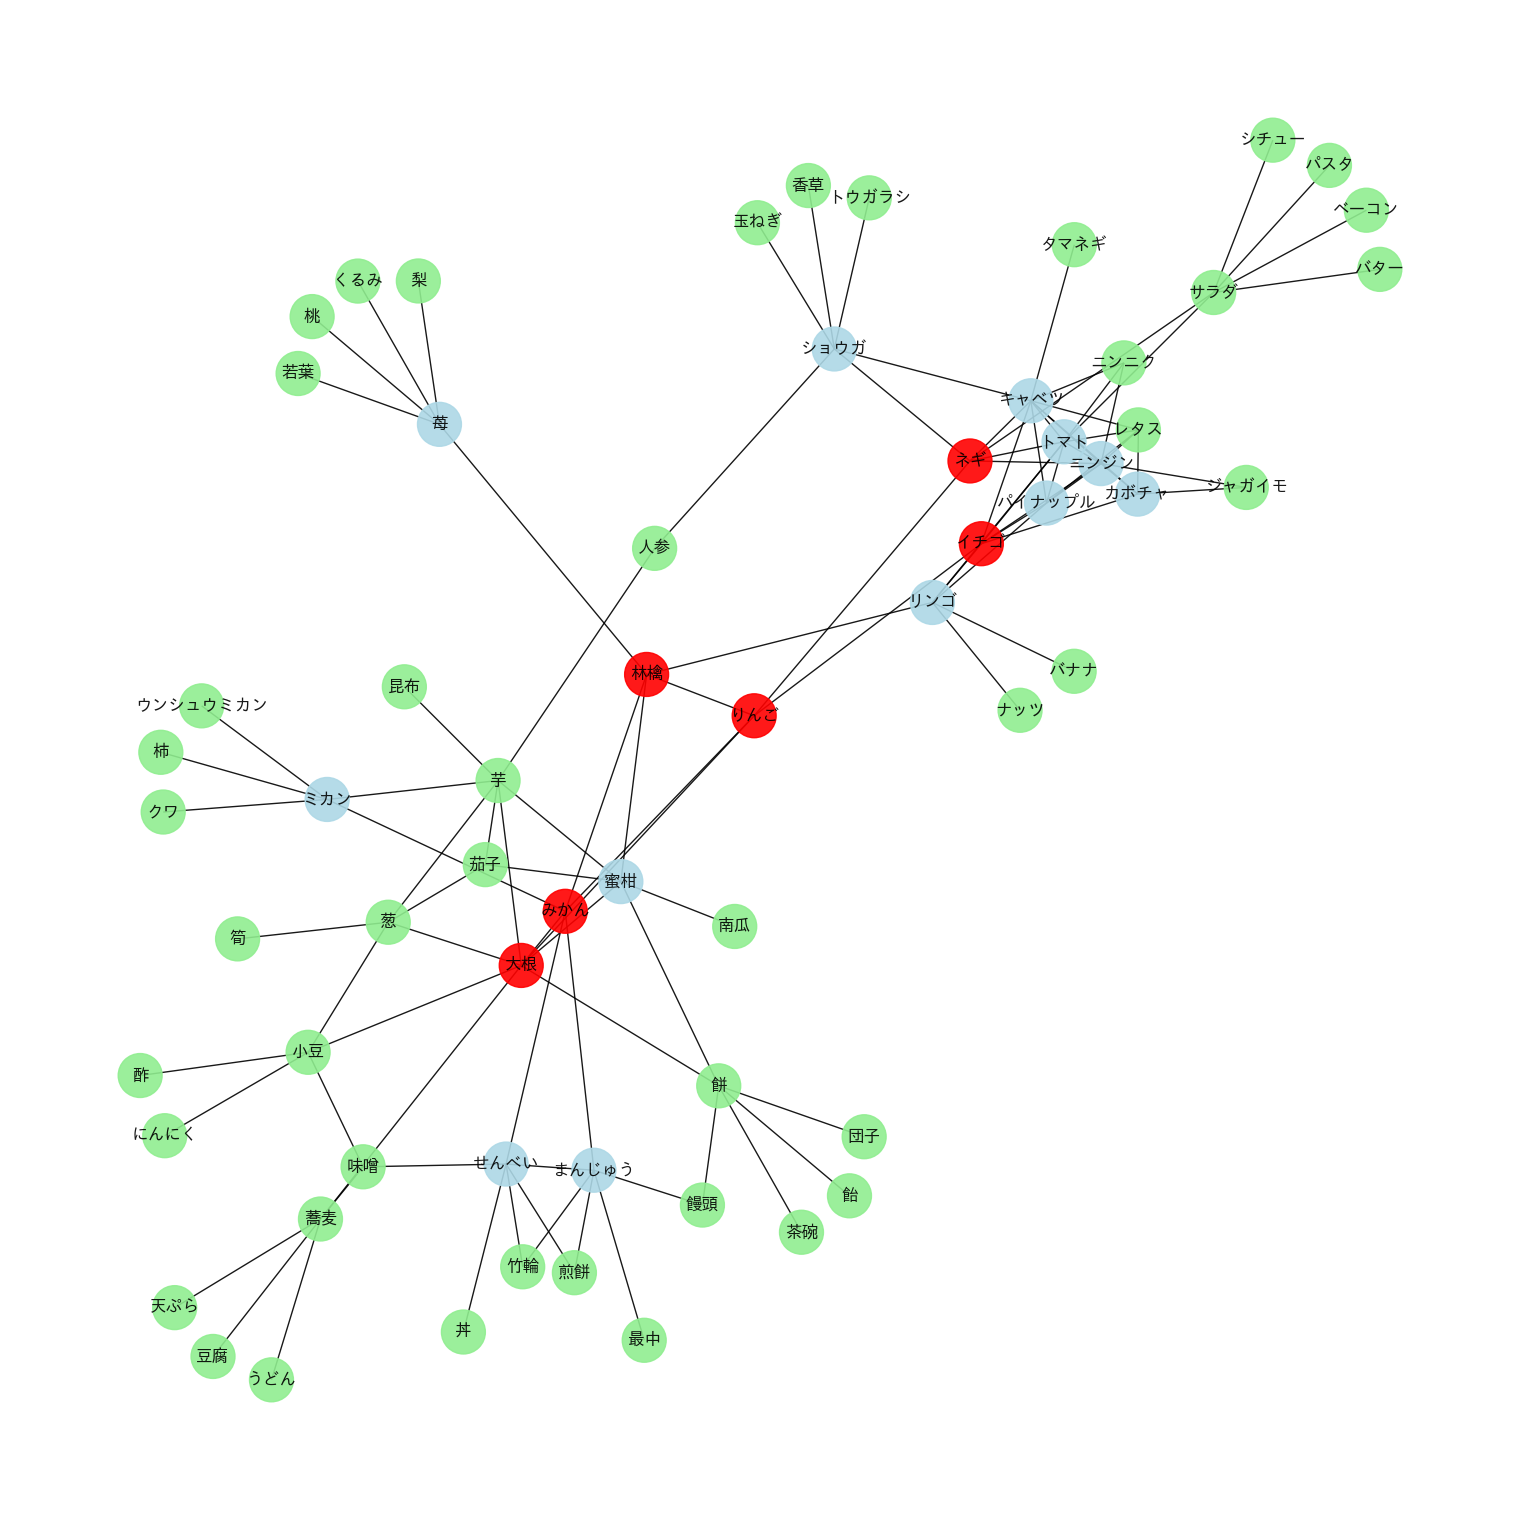 シチュー
パスタ
香草
トウガラシ
ベーコン
玉ねぎ
タマネギ
バター
くるみ
梨
サラダ
桃
ショウガ
ニンニク
若葉
キャベツ
苺
レタス
トマト
ネギ
ニンジン
ジャガイモ
カボチャ
パイナップル
イチゴ
人参
リンゴ
バナナ
林檎
昆布
ウンシュウミカン
ナッツ
りんご
柿
芋
ミカン
クワ
茄子
蜜柑
みかん
葱
南瓜
筍
大根
小豆
酢
餅
にんにく
団子
味噌
せんべい
まんじゅう
飴
饅頭
蕎麦
茶碗
竹輪
煎餅
天ぷら
丼
最中
豆腐
うどん